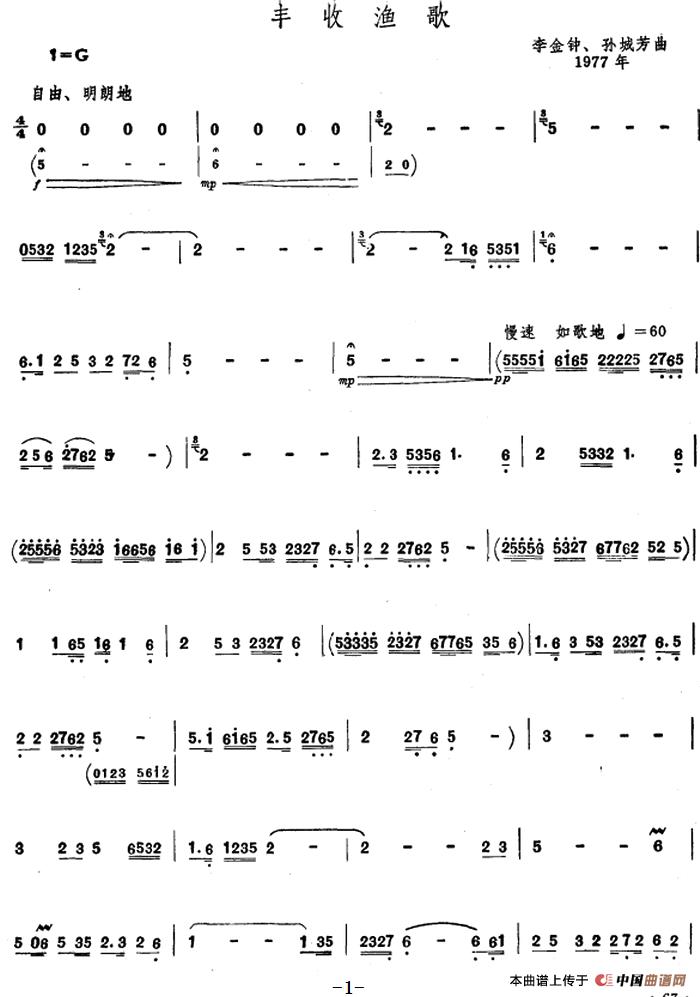 丰收渔歌
1=G
李金钟、孙城芳曲
1977年
自由、明朗地
4/4 0 0 0 0 | 0 0 0 0 | 2 - - - | 5 - - - |
(5 - - - | 6 - - - | 2 0)
f mp
0532 1235 2 - | 2 - - - | 2 - 2 16 5351 | 6 - - - |
慢速 如歌地 ♩=60
6.1 25 32 72 6 | 5 - - - | 5 - - - | (55551 6165 22225 2765 |
mp pp
256 2762 5 - ) | 2 - - - | 2.3 5356 1. 6 | 2 5332 1. 6 |
(25556 5323 16656 16 1) | 2 5 53 2327 6.5 | 2 2 2762 5 - | (25556 5327 67762 52 5) |
1 1 65 16 1 6 | 2 5 3 2327 6 | (53335 2327 67765 35 6) | 1.6 3 53 2327 6.5 |
2 2 2762 5 - | 5.1 6165 2.5 2765 | 2 27 6 5 - ) | 3 - - - |
(0123 5612
3 2 3 5 6532 | 1.6 1235 2 - | 2 - - 2.3 | 5 - - 6 |
5 06 5 35 2.3 2 6 | 1 - - 1 35 | 2327 6 - 6 61 | 2 5 3 2 2 7 2 6 2 |
-1-
本曲谱上传于 中国曲谱网